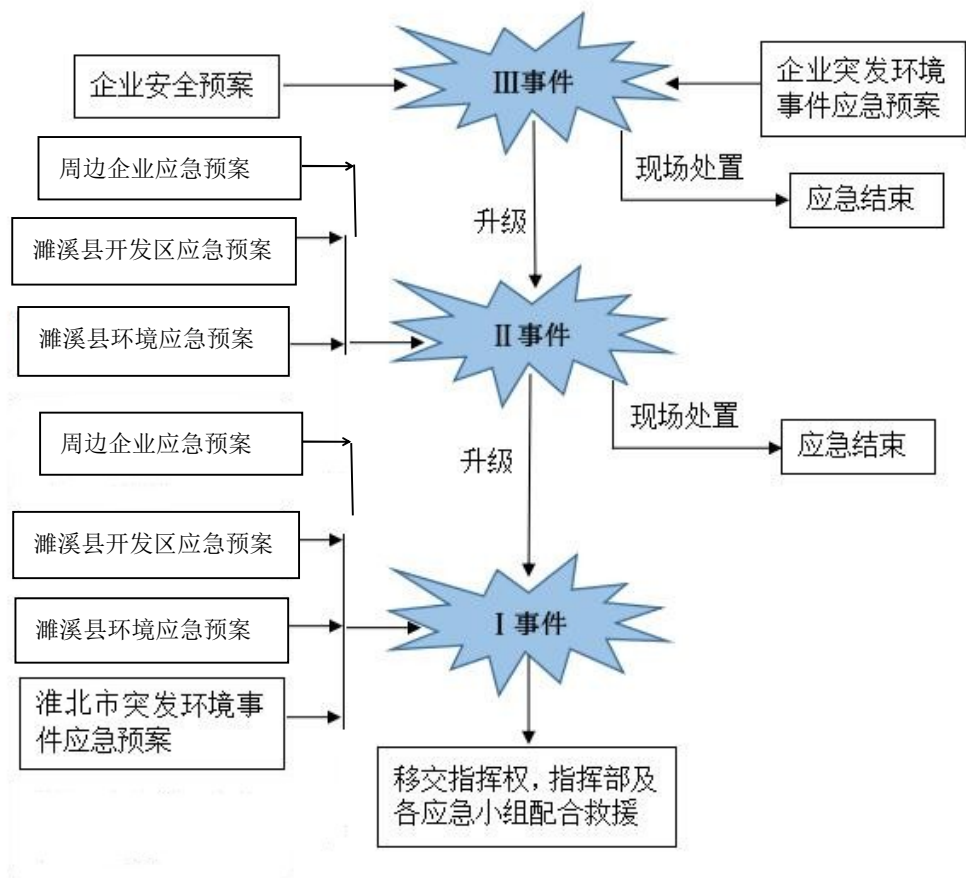 企业安全预案
III事件
企业突发环境
事件应急预案
周边企业应急预案
现场处置
应急结束
升级
濉溪县开发区应急预案
濉溪县环境应急预案
II事件
周边企业应急预案
现场处置
应急结束
升级
濉溪县开发区应急预案
濉溪县环境应急预案
I事件
淮北市突发环境事
件应急预案
移交指挥权，指挥部及
各应急小组配合救援